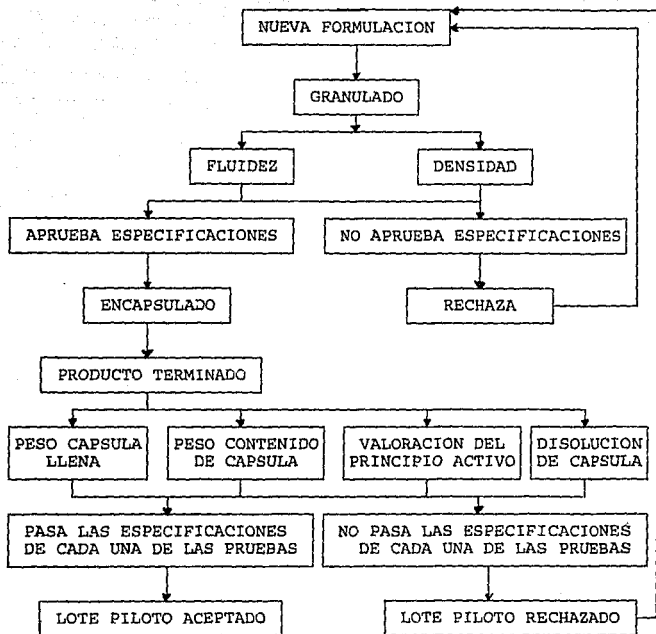 NUEVA FORMULACION
GRANULADO
FLUIDEZ
DENSIDAD
APRUEBA ESPECIFICACIONES
NO APRUEBA ESPECIFICACIONES
ENCAPSULADO
RECHAZA
PRODUCTO TERMINADO
PESO CAPSULA
LLENA
PESO CONTENIDO
DE CAPSULA
VALORACION DEL
PRINCIPIO ACTIVO
DISOLUCION
DE CAPSULA
PASA LAS ESPECIFICACIONES
DE CADA UNA DE LAS PRUEBAS
NO PASA LAS ESPECIFICACIONES
DE CADA UNA DE LAS PRUEBAS
LOTE PILOTO ACEPTADO
LOTE PILOTO RECHAZADO